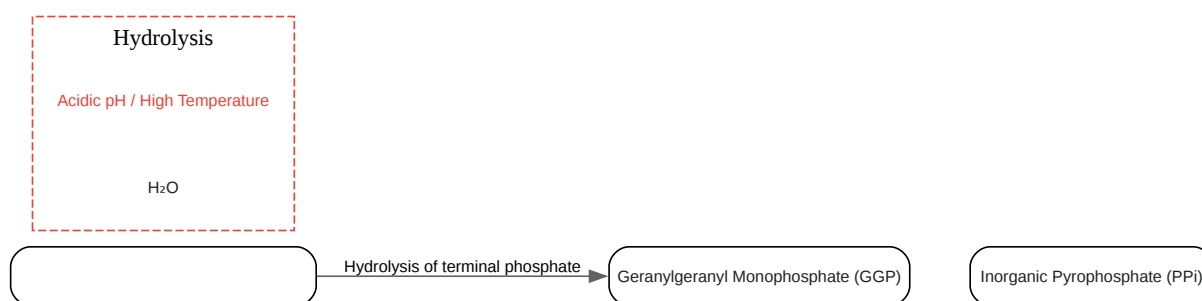 Hydrolysis
Acidic pH / High Temperature
H₂O
Hydrolysis of terminal phosphate
Geranylgeranyl Monophosphate (GGP)
Inorganic Pyrophosphate (PPi)